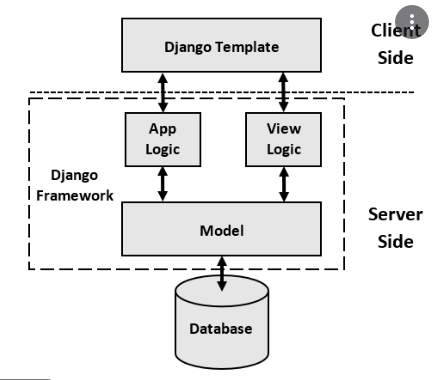 Django Template
Client
Side
App
Logic
View
Logic
Django
Framework
Model
Server
Side
Database